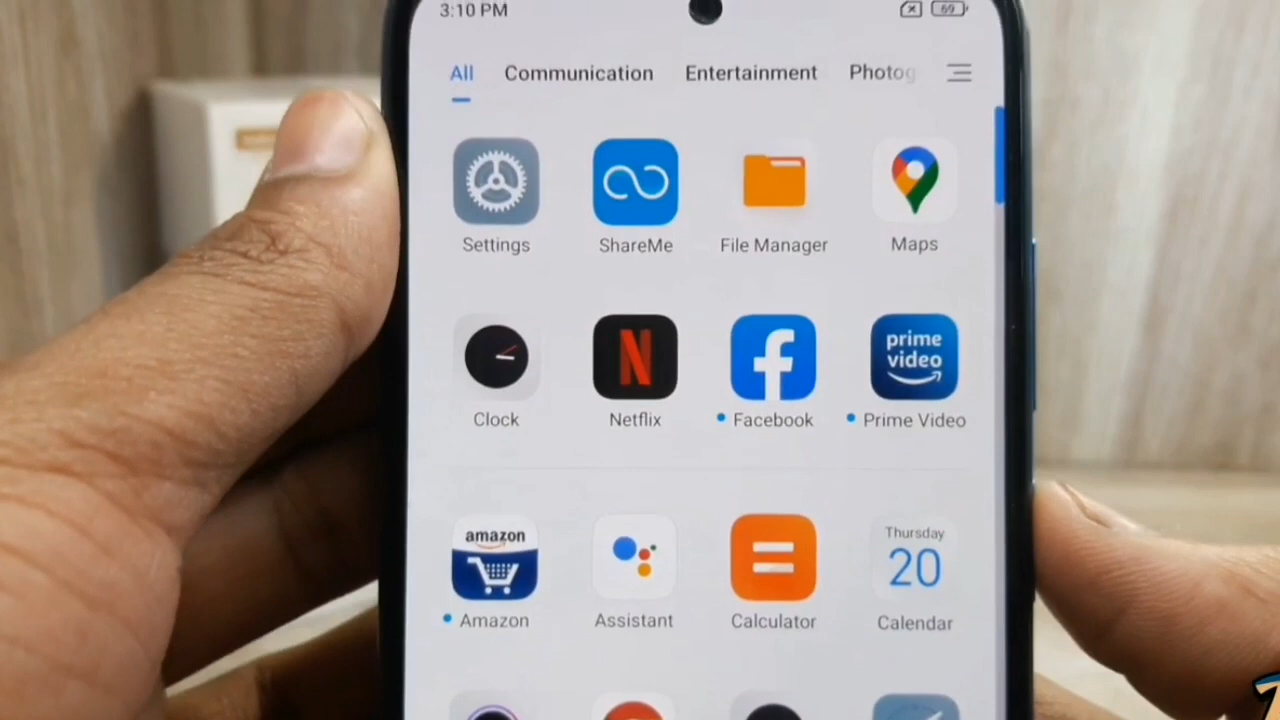 3:10 PM
69
All Communication Entertainment Photog
Settings ShareMe File Manager Maps
prime
video
Clock Netflix Facebook Prime Video
amazon
Thursday
20
Amazon Assistant Calculator Calendar